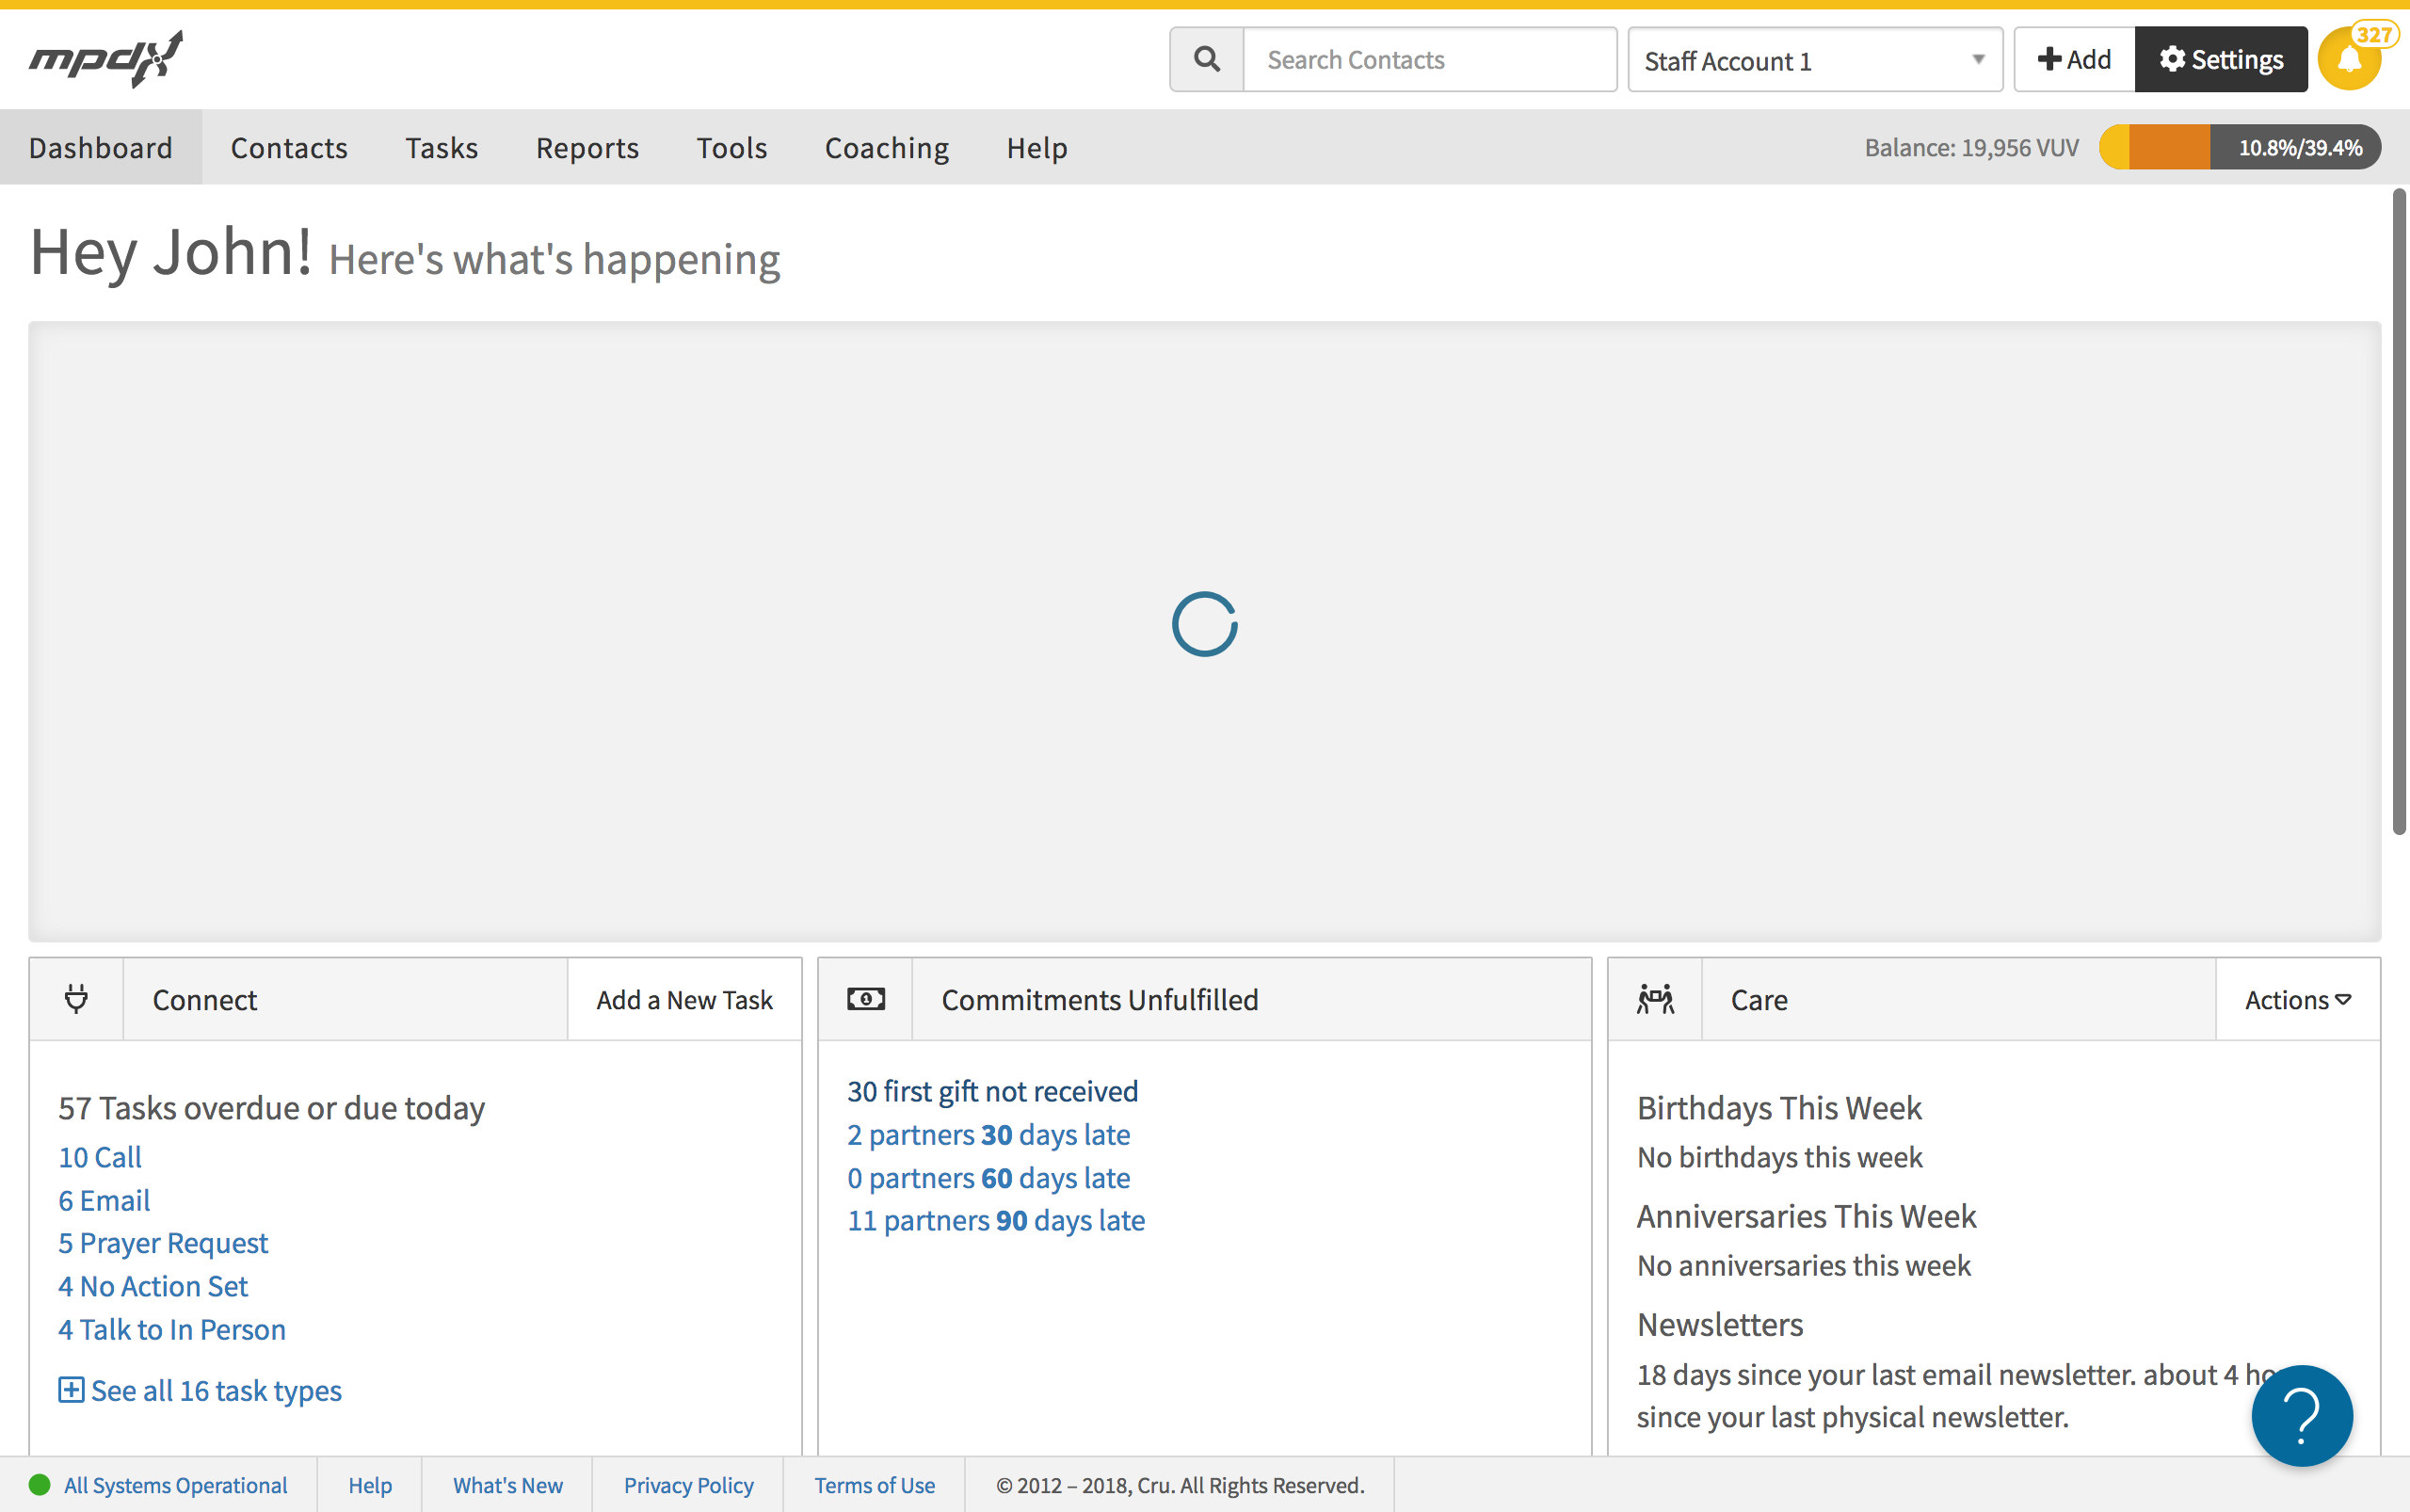 mpdx
Search Contacts
Staff Account 1
Add
Settings
327
Dashboard
Contacts
Tasks
Reports
Tools
Coaching
Help
Balance: 19,956 VUV
10.8%/39.4%
Hey John! Here's what's happening
Connect
Add a New Task
57 Tasks overdue or due today
10 Call
6 Email
5 Prayer Request
4 No Action Set
4 Talk to In Person
See all 16 task types
Commitments Unfulfilled
30 first gift not received
2 partners 30 days late
0 partners 60 days late
11 partners 90 days late
Care
Actions
Birthdays This Week
No birthdays this week
Anniversaries This Week
No anniversaries this week
Newsletters
18 days since your last email newsletter. about 4
since your last physical newsletter.
?
All Systems Operational
Help
What's New
Privacy Policy
Terms of Use
© 2012 – 2018, Cru. All Rights Reserved.